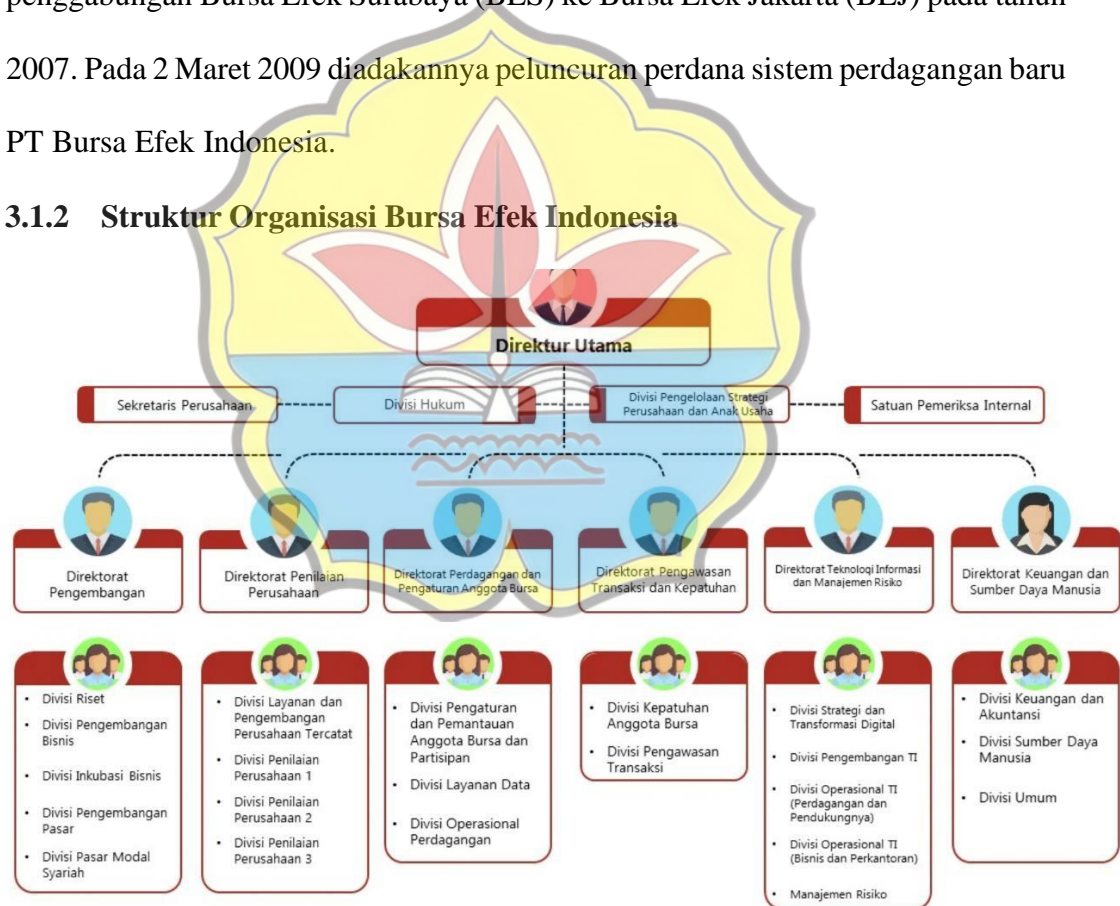 penggabungan Bursa Efek Surabaya (BES) ke Bursa Efek Jakarta (BEJ) pada tahun
2007. Pada 2 Maret 2009 diadakannya peluncuran perdana sistem perdagangan baru
PT Bursa Efek Indonesia.
3.1.2 Struktur Organisasi Bursa Efek Indonesia
Direktur Utama
Sekretaris Perusahaan
Divisi Hukum
Divisi Pengelolaan Strategi
Perusahaan dan Anak Usaha
Satuan Pemeriksa Internal
Direktorat
Pengembangan
Direktorat Penilaian
Perusahaan
Direktorat Perdagangan dan
Pengaturan Anggota Bursa
Direktorat Pengawasan
Transaksi dan Kepatuhan
Direktorat Teknologi Informasi
dan Manajemen Risiko
Direktorat Keuangan dan
Sumber Daya Manusia
• Divisi Riset
• Divisi Pengembangan
Bisnis
• Divisi Inkubasi Bisnis
• Divisi Pengembangan
Pasar
• Divisi Pasar Modal
Syariah
• Divisi Layanan dan
Pengembangan
Perusahaan Tercatat
• Divisi Penilaian
Perusahaan 1
• Divisi Penilaian
Perusahaan 2
• Divisi Penilaian
Perusahaan 3
• Divisi Pengaturan
dan Pemantauan
Anggota Bursa dan
Partisipan
• Divisi Layanan Data
• Divisi Operasional
Perdagangan
• Divisi Kepatuhan
Anggota Bursa
• Divisi Pengawasan
Transaksi
• Divisi Strategi dan
Transformasi Digital
• Divisi Pengembangan TI
• Divisi Operasional TI
(Perdagangan dan
Pendukungnya)
• Divisi Operasional TI
(Bisnis dan Perkantoran)
• Manajemen Risiko
• Divisi Keuangan dan
Akuntansi
• Divisi Sumber Daya
Manusia
• Divisi Umum